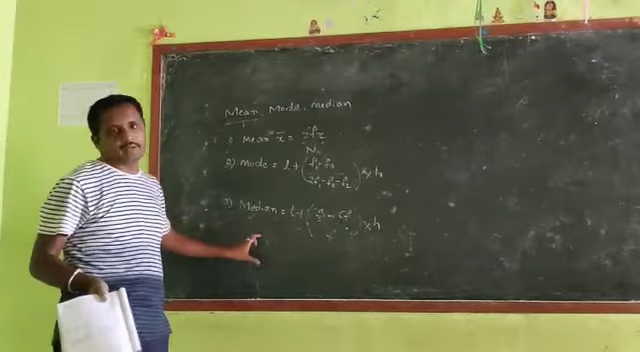 Mean, Mode, median
1) Mean x̄ = Σfx
N
2) mode = l + ( f₁-f₀
2f₁-f₀-f₂ ) x h
3) Median = l + ( n/2 - cf
f ) x h